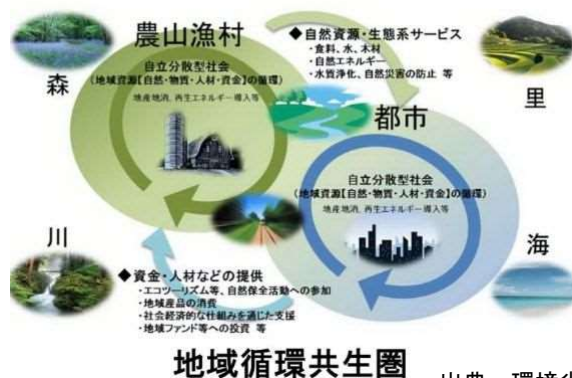 農山漁村
森
自立分散型社会
(地域資源【自然・物質・人材・資金】の循環)
地産地消、再生エネルギー導入等
◆自然資源・生態系サービス
・食料、水、木材
・自然エネルギー
・水質浄化、自然災害の防止 等
里
都市
自立分散型社会
(地域資源【自然・物質・人材・資金】の循環)
地産地消、再生エネルギー導入等
川
海
◆資金・人材などの提供
・エコツーリズム等、自然保全活動への参加
・地域産品の消費
・社会経済的な仕組みを通じた支援
・地域ファンド等への投資 等
地域循環共生圏